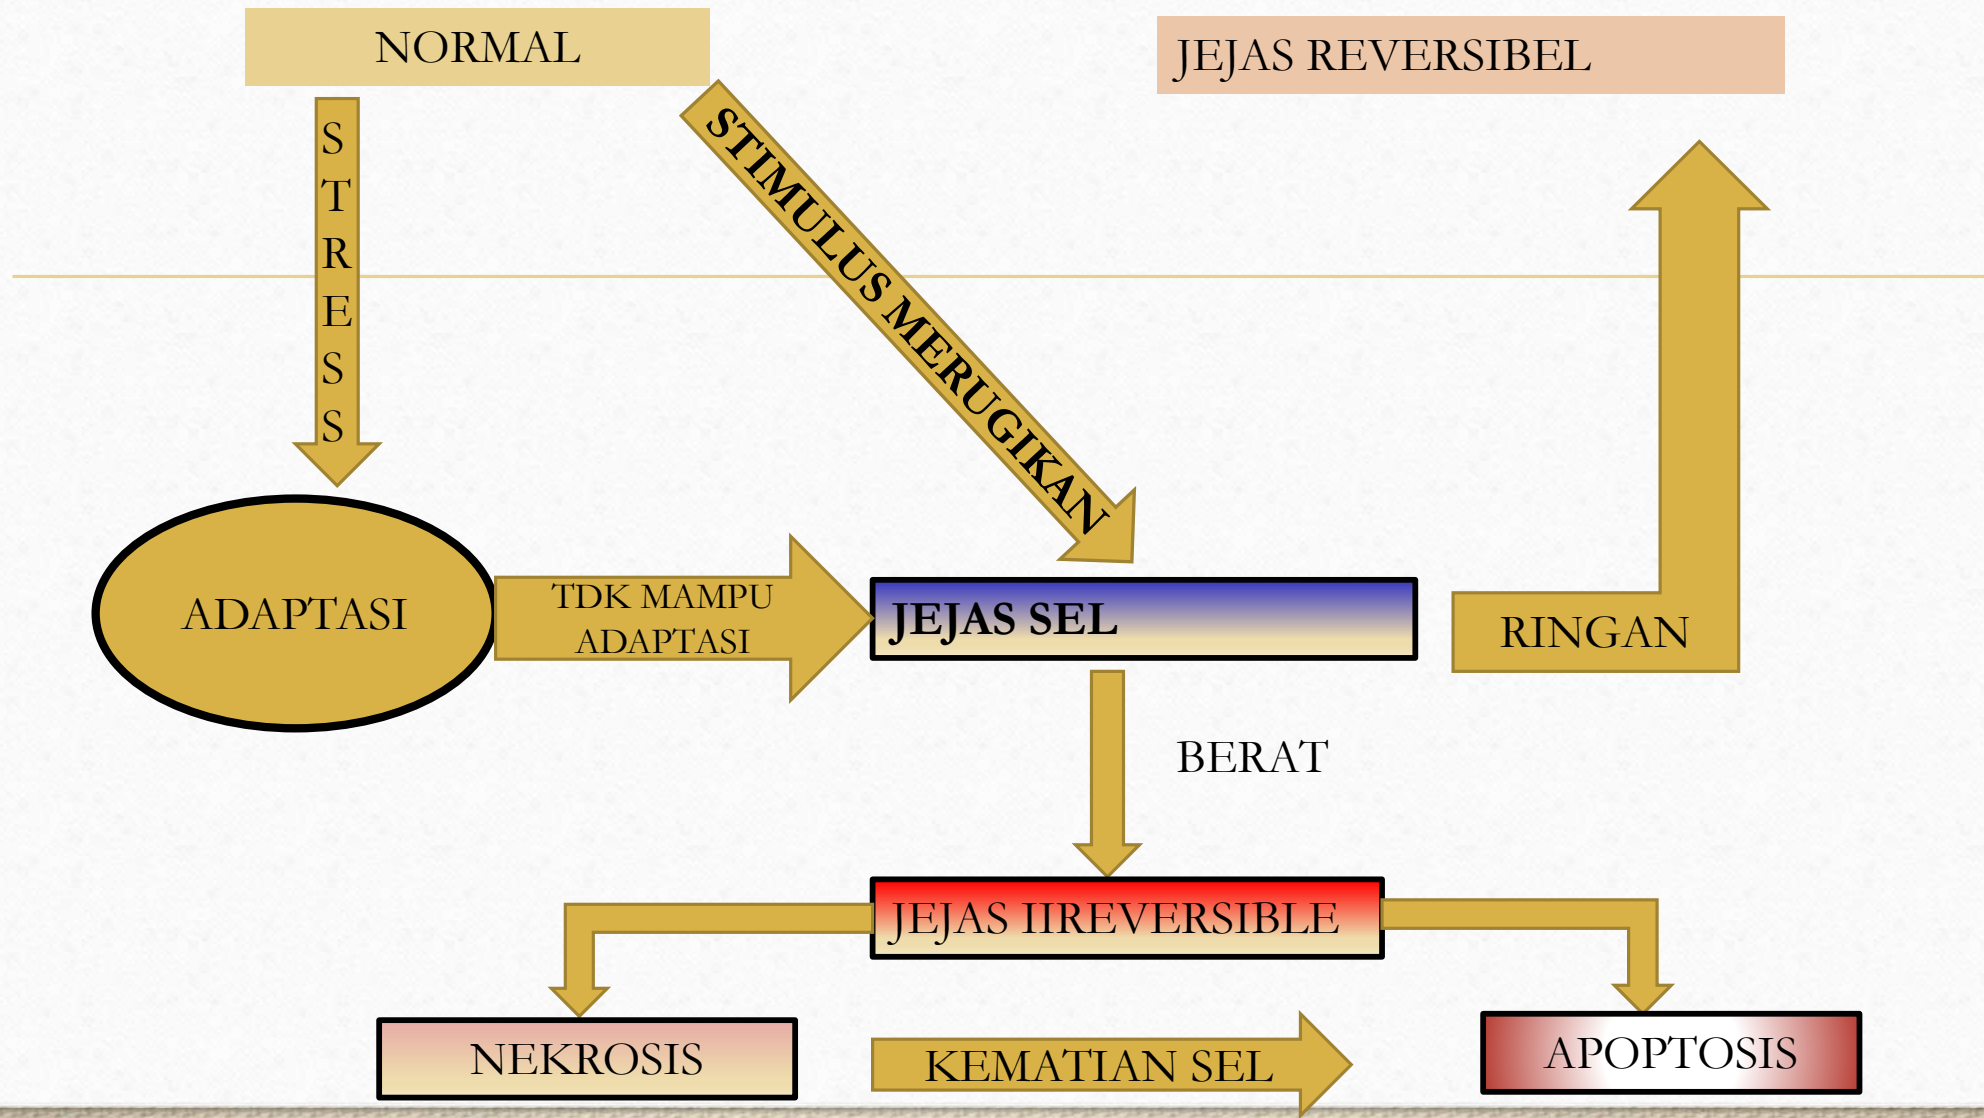 NORMAL
JEJAS REVERSIBEL
STRESS
STIMULUS MERUGIKAN
ADAPTASI
TDK MAMPU
ADAPTASI
JEJAS SEL
RINGAN
BERAT
JEJAS IIREVERSIBLE
NEKROSIS
KEMATIAN SEL
APOPTOSIS